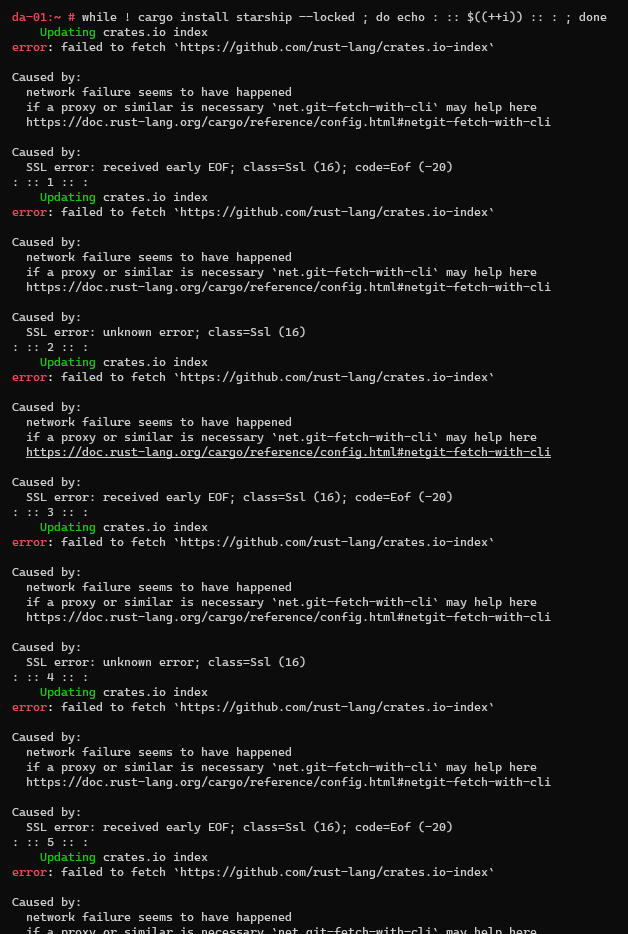 da-01:~ # while ! cargo install starship --locked ; do echo : :: $((++i)) :: : ; done
Updating crates.io index
error: failed to fetch `https://github.com/rust-lang/crates.io-index`
Caused by:
network failure seems to have happened
if a proxy or similar is necessary `net.git-fetch-with-cli` may help here
https://doc.rust-lang.org/cargo/reference/config.html#netgit-fetch-with-cli
Caused by:
SSL error: received early EOF; class=Ssl (16); code=Eof (-20)
: :: 1 :: :
Updating crates.io index
error: failed to fetch `https://github.com/rust-lang/crates.io-index`
Caused by:
network failure seems to have happened
if a proxy or similar is necessary `net.git-fetch-with-cli` may help here
https://doc.rust-lang.org/cargo/reference/config.html#netgit-fetch-with-cli
Caused by:
SSL error: unknown error; class=Ssl (16)
: :: 2 :: :
Updating crates.io index
error: failed to fetch `https://github.com/rust-lang/crates.io-index`
Caused by:
network failure seems to have happened
if a proxy or similar is necessary `net.git-fetch-with-cli` may help here
https://doc.rust-lang.org/cargo/reference/config.html#netgit-fetch-with-cli
Caused by:
SSL error: received early EOF; class=Ssl (16); code=Eof (-20)
: :: 3 :: :
Updating crates.io index
error: failed to fetch `https://github.com/rust-lang/crates.io-index`
Caused by:
network failure seems to have happened
if a proxy or similar is necessary `net.git-fetch-with-cli` may help here
https://doc.rust-lang.org/cargo/reference/config.html#netgit-fetch-with-cli
Caused by:
SSL error: unknown error; class=Ssl (16)
: :: 4 :: :
Updating crates.io index
error: failed to fetch `https://github.com/rust-lang/crates.io-index`
Caused by:
network failure seems to have happened
if a proxy or similar is necessary `net.git-fetch-with-cli` may help here
https://doc.rust-lang.org/cargo/reference/config.html#netgit-fetch-with-cli
Caused by:
SSL error: received early EOF; class=Ssl (16); code=Eof (-20)
: :: 5 :: :
Updating crates.io index
error: failed to fetch `https://github.com/rust-lang/crates.io-index`
Caused by:
network failure seems to have happened
if a proxy or similar is necessary `net.git-fetch-with-cli` may help here